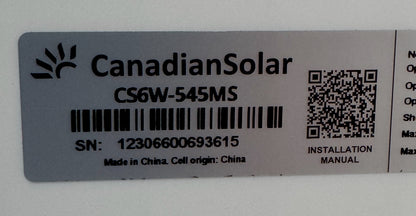 CanadianSolar
CS6W-545MS
SN: 12306600693615
Made in China. Cell origin: China
INSTALLATION
MANUAL